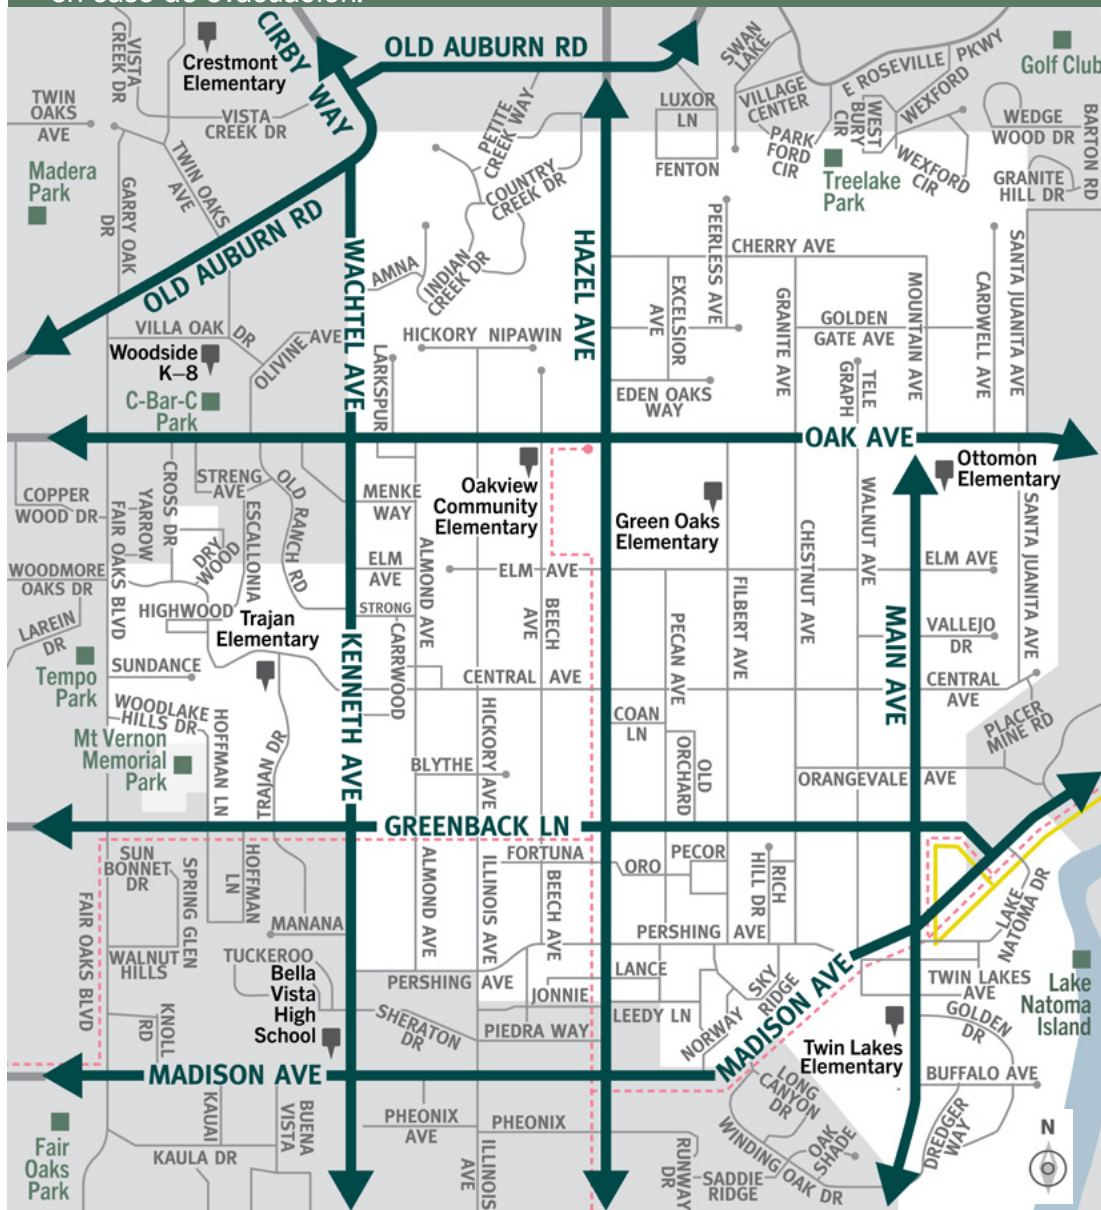 en caso de evacuación.
CIRBY WAY
OLD AUBURN RD
Crestmont
Elementary
VISTA
CREEK DR
SWAN
LAKE
E ROSEVILLE PKWY
Golf Club
TWIN
OAKS
AVE
VISTA
CREEK DR
PETITE
CREEK WAY
LUXOR
LN
VILLAGE
CENTER
WEST
BURY
CIR
WEXFORD
WEDGE
WOOD DR
BARTON RD
Madera
Park
TWIN OAKS
AVE
GARRY OAK
DR
COUNTRY
CREEK DR
FENTON
PARK
FORD
CIR
Treelake
Park
WEXFORD
CIR
GRANITE
HILL DR
OLD AUBURN RD
WACHTEL AVE
AMNA
INDIAN
CREEK DR
HAZEL AVE
PEERLESS AVE
CHERRY AVE
EXCELSIOR
AVE
GRANITE AVE
GOLDEN
GATE AVE
MOUNTAIN AVE
CARDWELL AVE
SANTA JUANITA AVE
VILLA OAK DR
OLIVINE AVE
Woodside
K–8
C-Bar-C
Park
LARKSPUR
HICKORY
NIPAWIN
EDEN OAKS
WAY
TELE
GRAPH
OAK AVE
COPPER
WOOD DR
YARROW
CROSS DR
STRENG
AVE
ESCALLONIA
OLD RANCH RD
MENKE
WAY
Oakview
Community
Elementary
Green Oaks
Elementary
Ottomon
Elementary
WALNUT AVE
SANTA JUANITA AVE
FAIR OAKS BLVD
DRY
WOOD
WOODMORE
OAKS DR
ELM
AVE
ALMOND AVE
ELM AVE
CHESTNUT AVE
ELM AVE
HIGHWOOD
Trajan
Elementary
STRONG
CARRWOOD
BEECH
AVE
PECAN AVE
FILBERT AVE
MAIN AVE
VALLEJO
DR
LAREIN
DR
Tempo
Park
SUNDANCE
KENNETH AVE
CENTRAL AVE
CENTRAL
AVE
WOODLAKE
HILLS DR
HOFFMAN LN
TRAJAN DR
HICKORY AVE
COAN
LN
OLD
ORCHARD
PLACER
MINE RD
Mt Vernon
Memorial
Park
BLYTHE
ORANGEVALE AVE
GREENBACK LN
SUN
BONNET
DR
SPRING GLEN
HOFFMAN
LN
ALMOND AVE
ILLINOIS AVE
FORTUNA
BEECH AVE
ORO
PECOR
RICH
HILL DR
LAKE
NATOMA DR
FAIR OAKS BLVD
MANANA
PERSHING AVE
WALNUT
HILLS
TUCKEROO
Bella
Vista
High
School
PERSHING AVE
JONNIE
LANCE
SKY
RIDGE
MADISON AVE
TWIN LAKES
AVE
Lake
Natoma
Island
KNOLL
RD
SHERATON
DR
PIEDRA WAY
LEEDY LN
NORWAY
Twin Lakes
Elementary
GOLDEN
DR
MADISON AVE
BUFFALO AVE
LONG
CANYON
DR
KAUAI
BUENA
VISTA
PHEONIX
AVE
PHEONIX
WINDING OAK DR
OAK
SHADE
DREDGER
WAY
N
Fair
Oaks
Park
KAULA DR
ILLINOIS
AVE
RUNWAY
DR
SADDIE
RIDGE